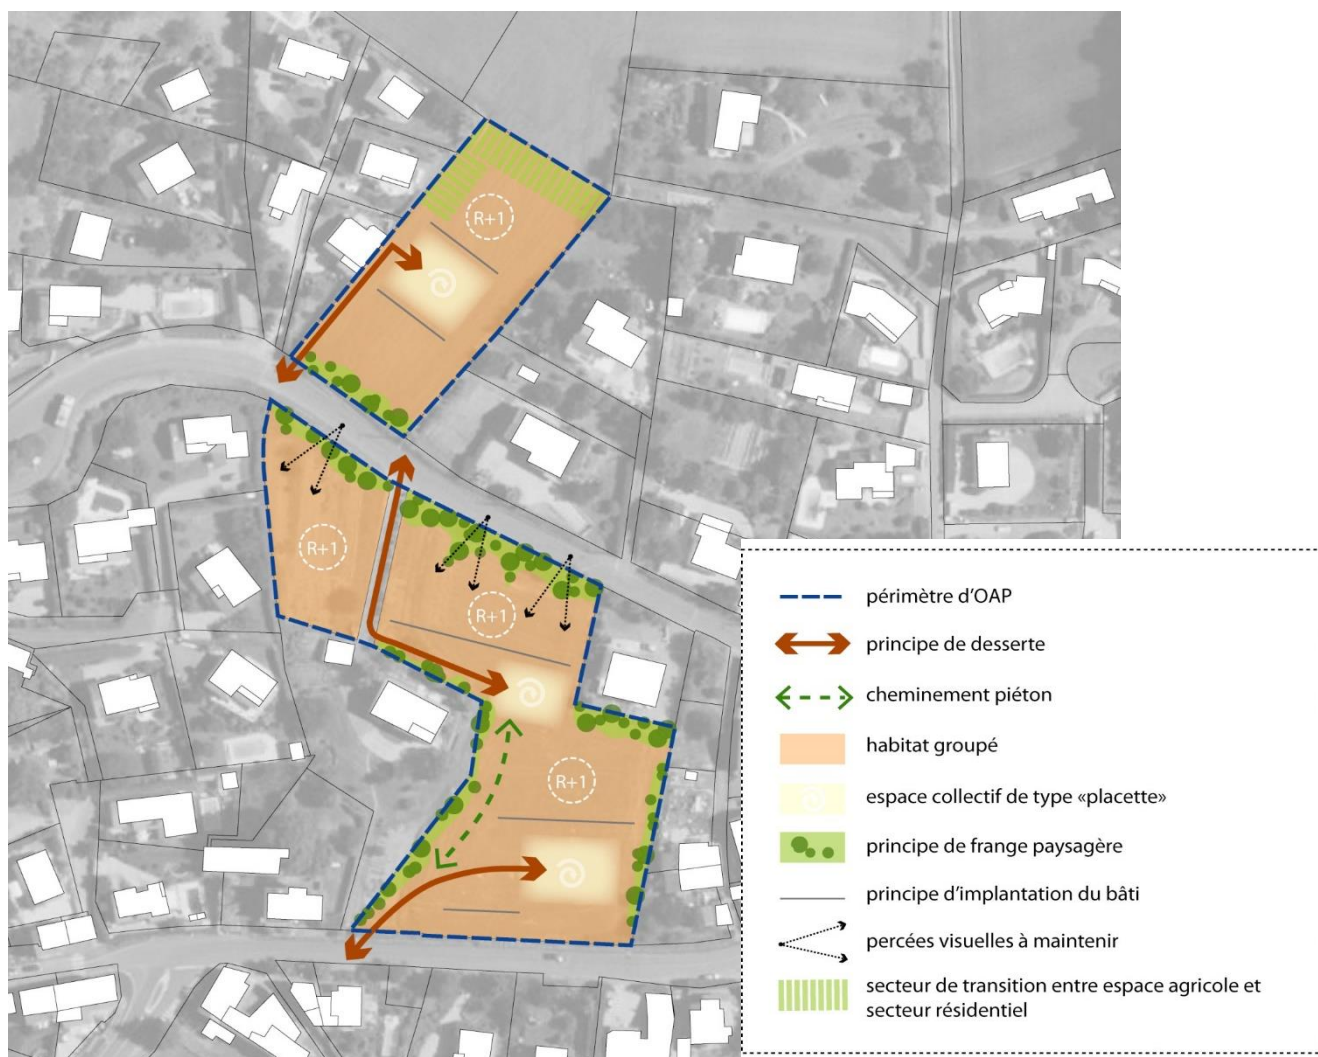 R+1
R+1
R+1
R+1
périmètre d'OAP
principe de desserte
cheminement piéton
habitat groupé
espace collectif de type «placette»
principe de frange paysagère
principe d'implantation du bâti
percées visuelles à maintenir
secteur de transition entre espace agricole et
secteur résidentiel